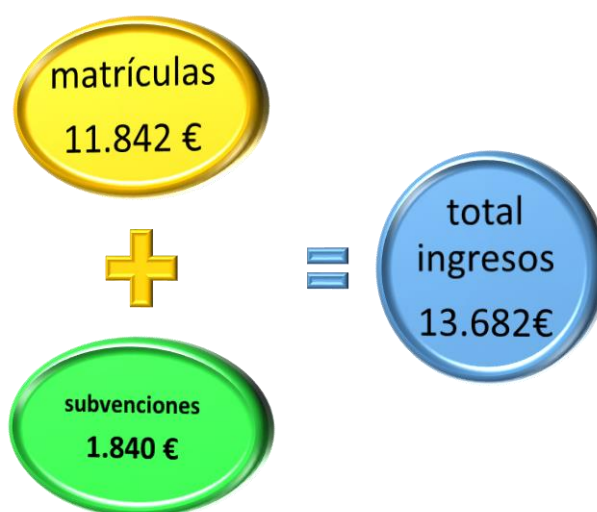 matrículas
11.842 €
+
subvenciones
1.840 €
=
total
ingresos
13.682€